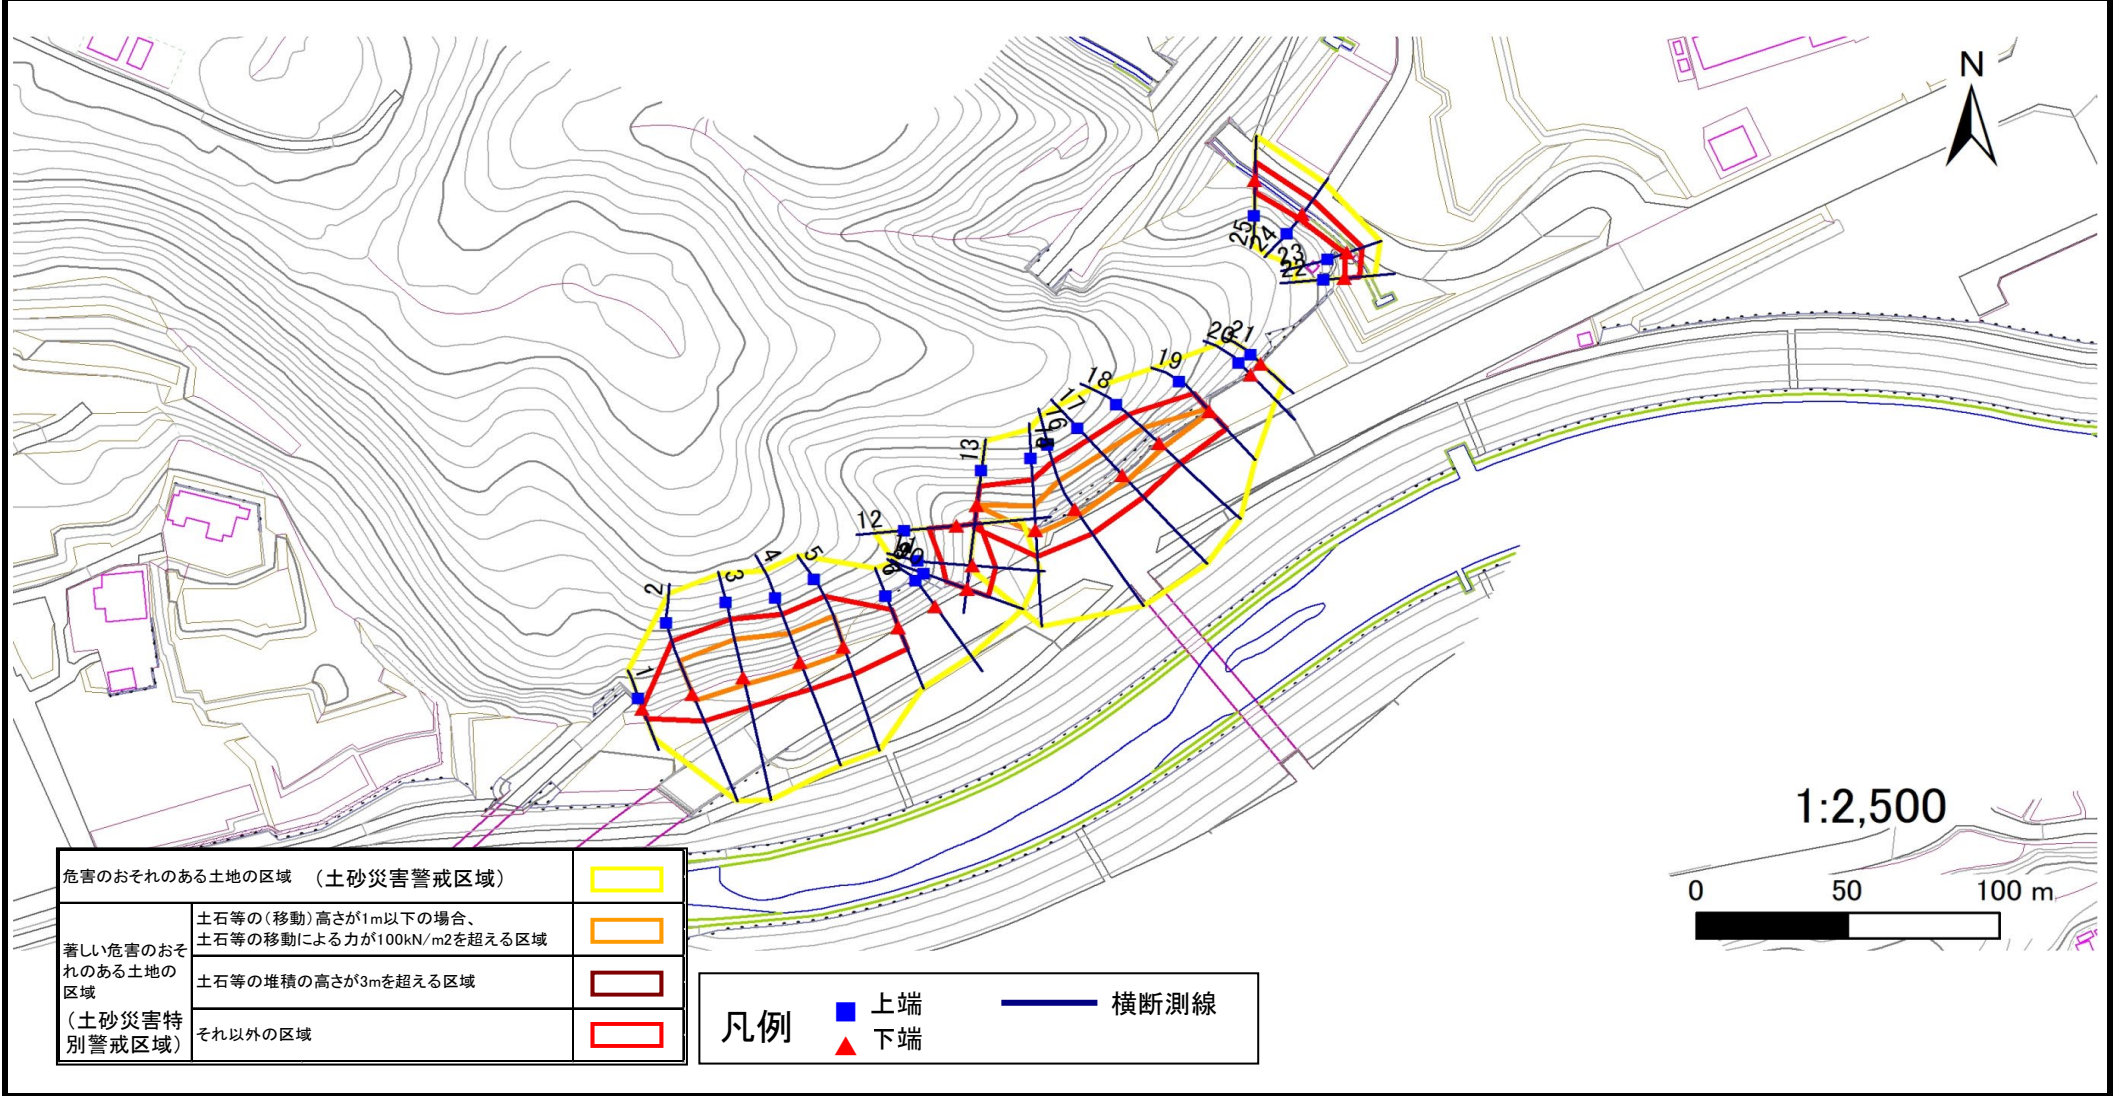 N
25
24
23
22
20
21
19
18
17
16
13
12
11
5
4
3
2
1
1:2,500
0 50 100 m
危害のおそれのある土地の区域 (土砂災害警戒区域)
著しい危害のおそ
れのある土地の
区域
(土砂災害特
別警戒区域)
土石等の(移動)高さが1m以下の場合、
土石等の移動による力が100kN/m2を超える区域
土石等の堆積の高さが3mを超える区域
それ以外の区域
凡例
上端
下端
横断測線